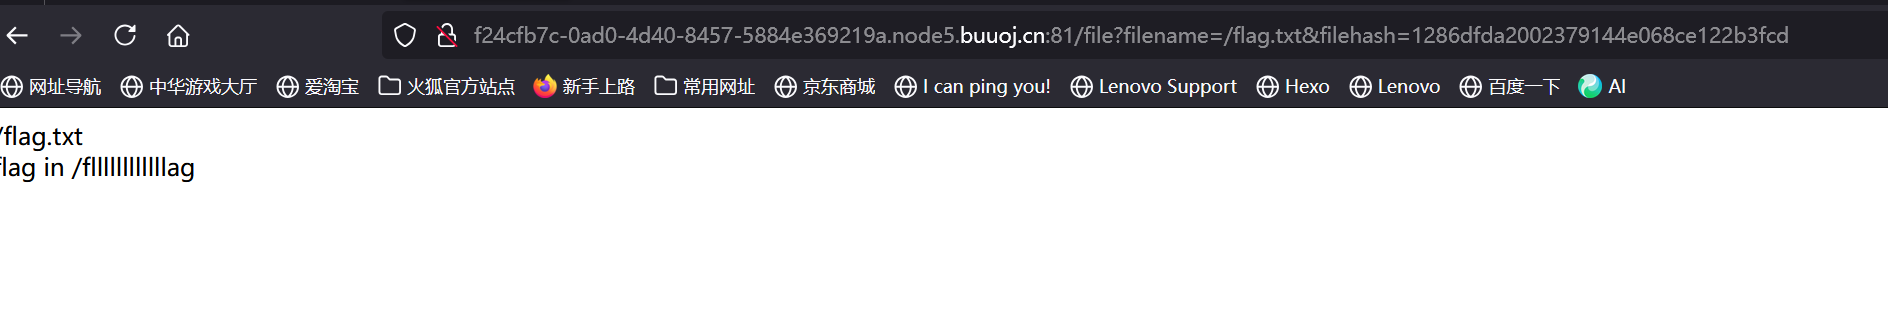 f24cfb7c-0ad0-4d40-8457-5884e369219a.node5.buuoj.cn:81/file?filename=/flag.txt&filehash=1286dfda2002379144e068ce122b3fcd
网址导航 中华游戏大厅 爱淘宝 火狐官方站点 新手上路 常用网址 京东商城 I can ping you! Lenovo Support Hexo Lenovo 百度一下 AI
/flag.txt
flag in /fllllllllllllag